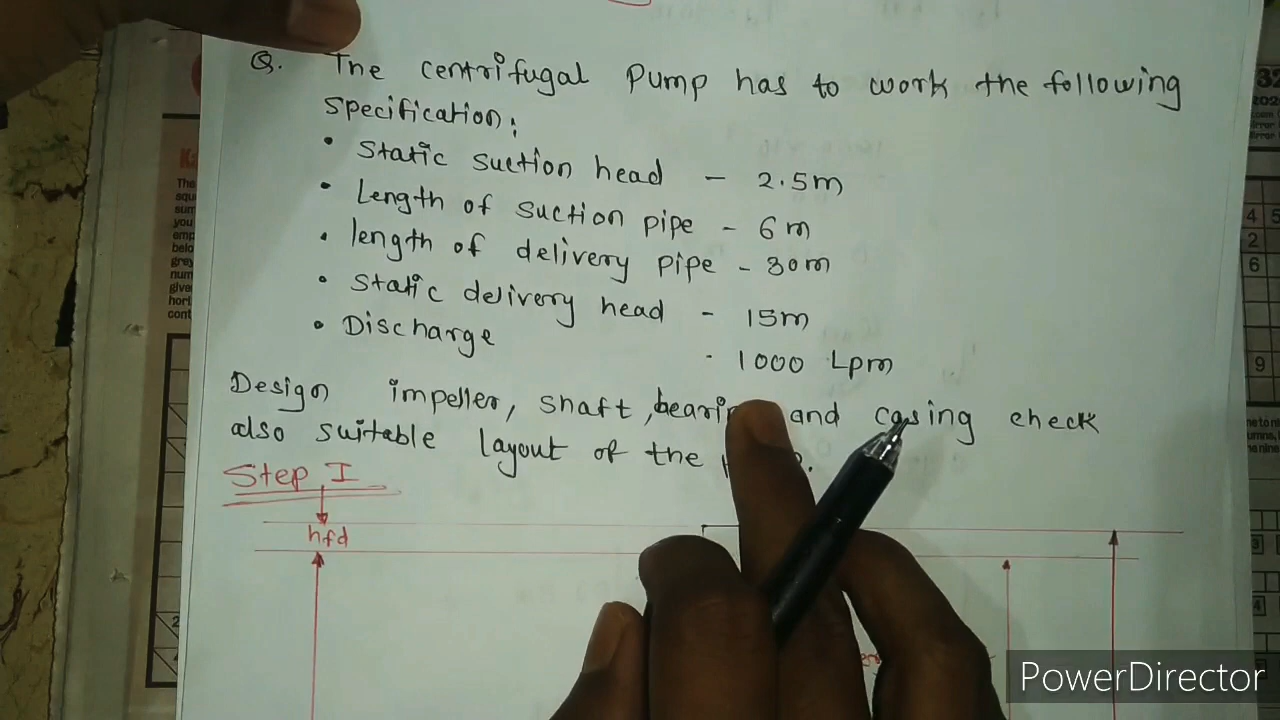 Q. The centrifugal Pump has to work the following
specification:
• Static suction head – 2.5m
• Length of suction pipe – 6m
• length of delivery pipe – 30m
• Static delivery head – 15m
• Discharge - 1000 Lpm
Design impeller, shaft, and casing check
also suitable layout of the
Step I
hfd
PowerDirector